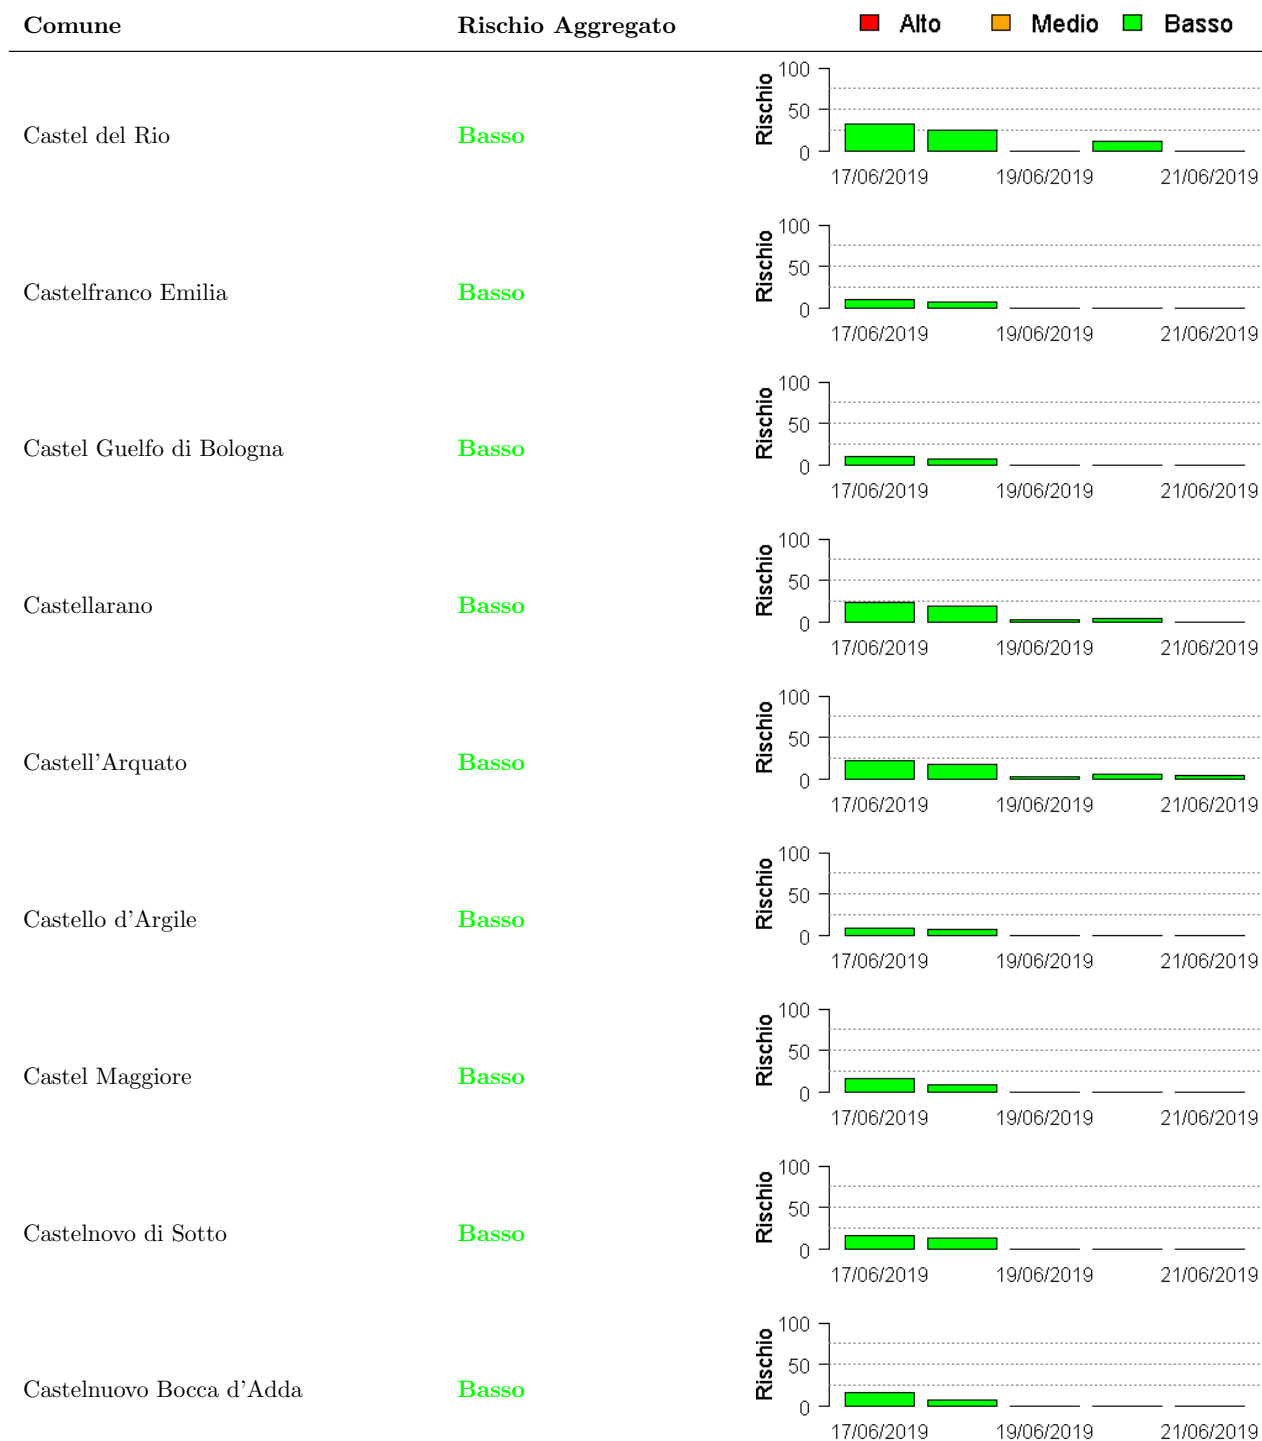 Comune Rischio Aggregato Alto Medio Basso
100
50
0
Rischio
Castel del Rio Basso
17/06/2019 19/06/2019 21/06/2019
100
50
0
Rischio
Castelfranco Emilia Basso
17/06/2019 19/06/2019 21/06/2019
100
50
0
Rischio
Castel Guelfo di Bologna Basso
17/06/2019 19/06/2019 21/06/2019
100
50
0
Rischio
Castellarano Basso
17/06/2019 19/06/2019 21/06/2019
100
50
0
Rischio
Castell'Arquato Basso
17/06/2019 19/06/2019 21/06/2019
100
50
0
Rischio
Castello d'Argile Basso
17/06/2019 19/06/2019 21/06/2019
100
50
0
Rischio
Castel Maggiore Basso
17/06/2019 19/06/2019 21/06/2019
100
50
0
Rischio
Castelnovo di Sotto Basso
17/06/2019 19/06/2019 21/06/2019
100
50
0
Rischio
Castelnuovo Bocca d'Adda Basso
17/06/2019 19/06/2019 21/06/2019